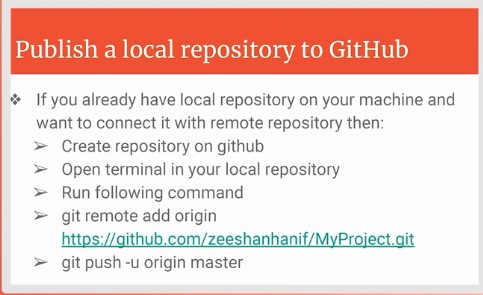 Publish a local repository to GitHub
❖ If you already have local repository on your machine and
want to connect it with remote repository then:
➢ Create repository on github
➢ Open terminal in your local repository
➢ Run following command
➢ git remote add origin
https://github.com/zeeshanhanif/MyProject.git
➢ git push -u origin master